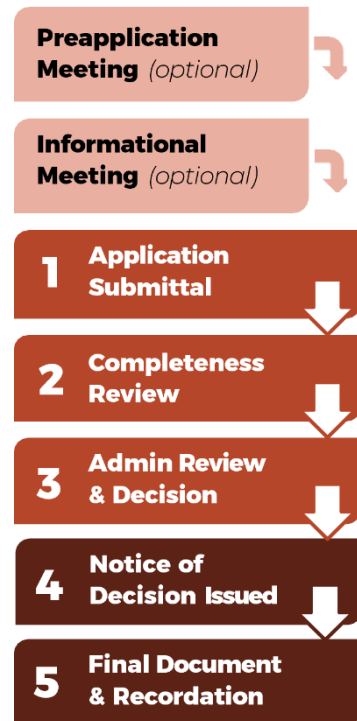 Preapplication
Meeting (optional)
Informational
Meeting (optional)
1 Application
Submittal
2 Completeness
Review
3 Admin Review
& Decision
4 Notice of
Decision Issued
5 Final Document
& Recordation